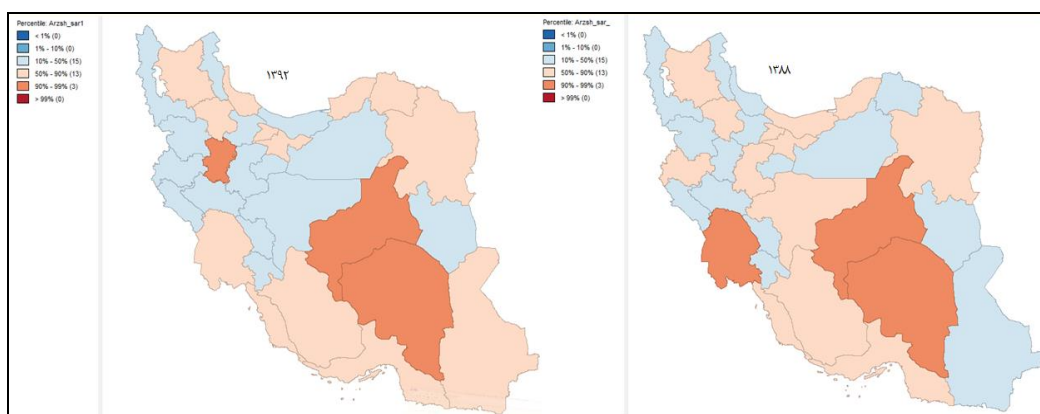 Percentile: Arzsh_sar1
< 1% (0)
1% - 10% (0)
10% - 50% (15)
50% - 90% (13)
90% - 99% (3)
> 99% (0)
۱۳۹۲
Percentile: Arzsh_sar_
< 1% (0)
1% - 10% (0)
10% - 50% (15)
50% - 90% (13)
90% - 99% (3)
> 99% (0)
۱۳۸۸